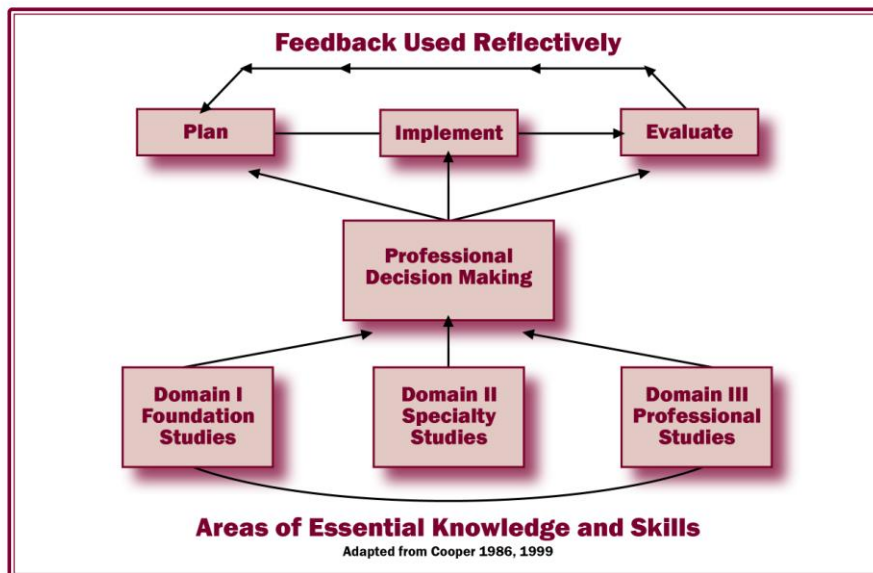 Feedback Used Reflectively
Plan
Implement
Evaluate
Professional
Decision Making
Domain I
Foundation
Studies
Domain II
Specialty
Studies
Domain III
Professional
Studies
Areas of Essential Knowledge and Skills
Adapted from Cooper 1986, 1999